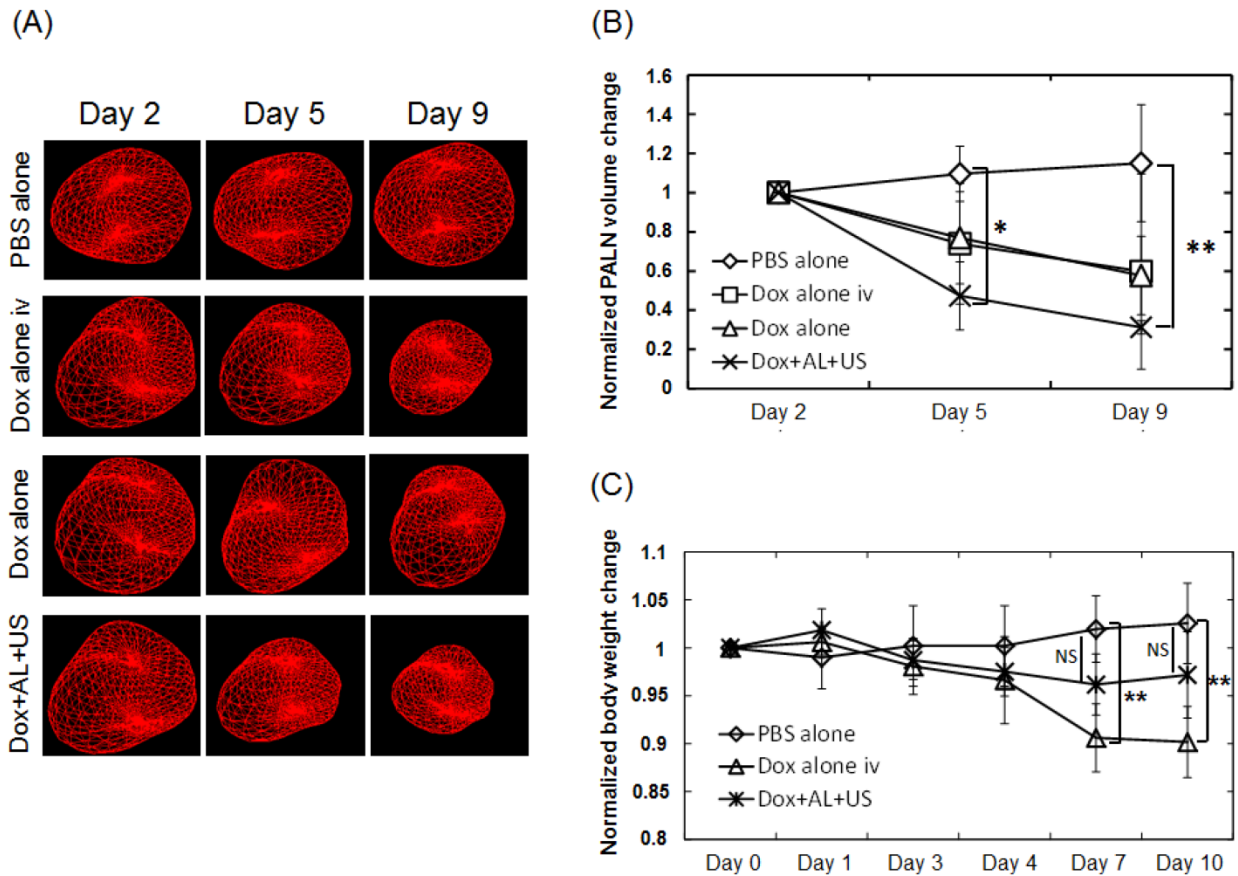 (A)
Day 2 Day 5 Day 9
PBS alone
Dox alone iv
Dox alone
Dox+AL+US
(B)
Normalized PALN volume change
1.6
1.4
1.2
1
0.8
0.6
0.4
0.2
0
PBS alone
Dox alone iv
Dox alone
Dox+AL+US
*
**
Day 2 Day 5 Day 9
(C)
Normalized body weight change
1.1
1.05
1
0.95
0.9
0.85
0.8
PBS alone
Dox alone iv
Dox+AL+US
NS
**
NS
**
Day 0 Day 1 Day 3 Day 4 Day 7 Day 10